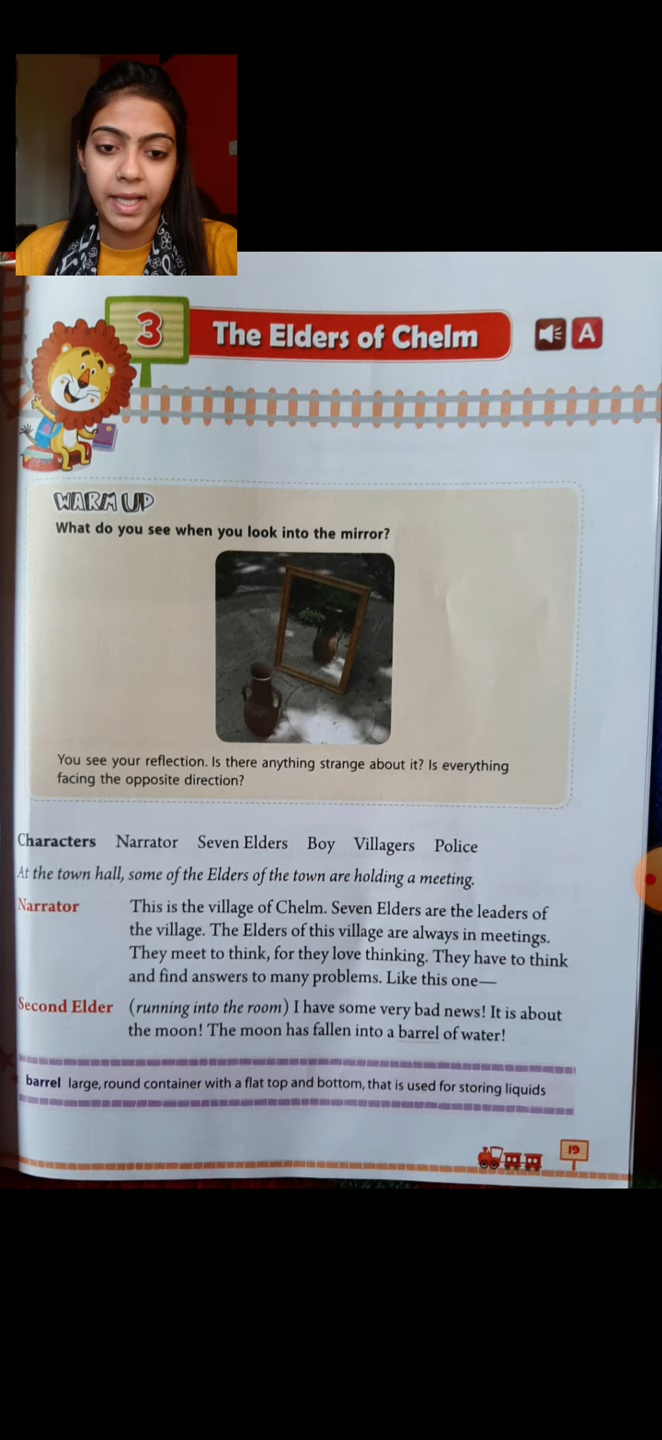 3
The Elders of Chelm
A
WARM UP
What do you see when you look into the mirror?
You see your reflection. Is there anything strange about it? Is everything
facing the opposite direction?
Characters Narrator Seven Elders Boy Villagers Police
At the town hall, some of the Elders of the town are holding a meeting.
Narrator This is the village of Chelm. Seven Elders are the leaders of
the village. The Elders of this village are always in meetings.
They meet to think, for they love thinking. They have to think
and find answers to many problems. Like this one—
Second Elder (running into the room) I have some very bad news! It is about
the moon! The moon has fallen into a barrel of water!
barrel large, round container with a flat top and bottom, that is used for storing liquids
19